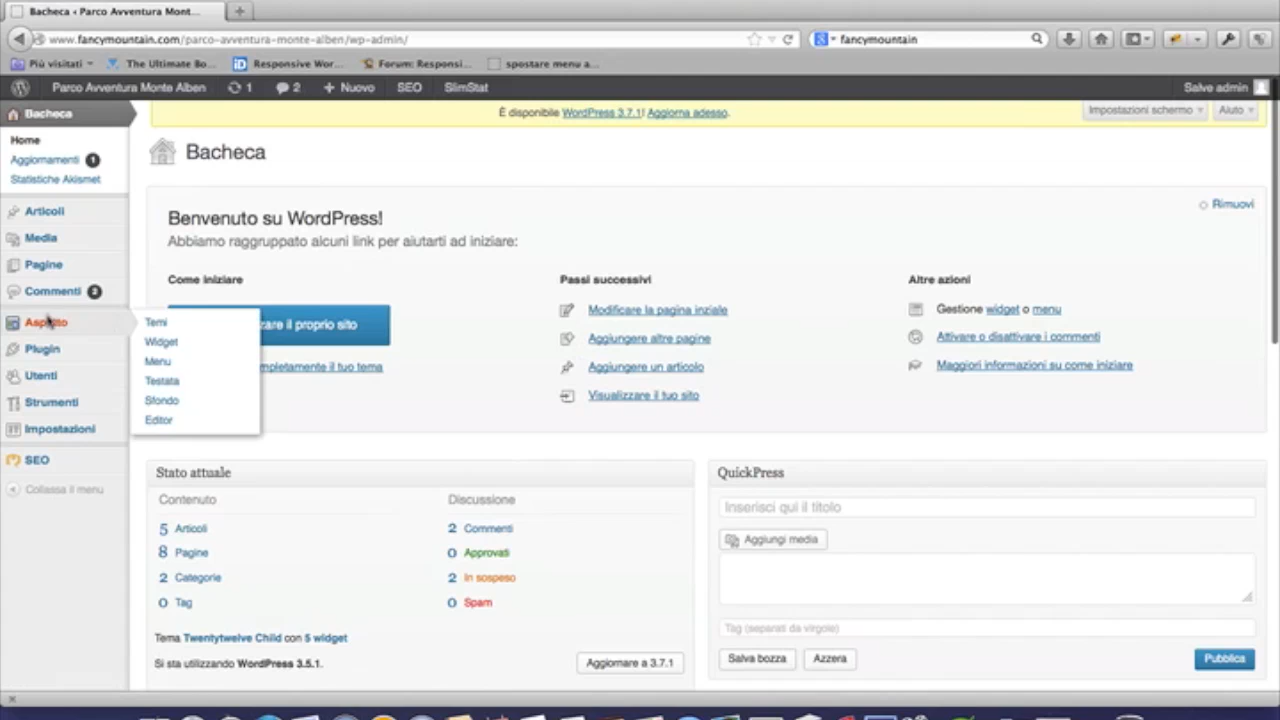 Bacheca ‹ Parco Avventura Mont...
www.fancymountain.com/parco-avventura-monte-alben/wp-admin/
fancymountain
Più visitati
The Ultimate Bo...
Responsive Wor...
Forum: Responsi...
spostare menu a...
Parco Avventura Monte Alben 1 2 + Nuovo SEO SlimStat Salve admin
Bacheca
Home
Aggiornamenti 1
Statistiche Akismet
Articoli
Media
Pagine
Commenti 2
Plugin
Utenti
Strumenti
Impostazioni
SEO
Collassa il menu
Temi
Widget
Menu
Testata
Sfondo
Editor
È disponibile WordPress 3.7.1! Aggiorna adesso.
Impostazioni schermo
Aiuto
Bacheca
Rimuovi
Benvenuto su WordPress!
Abbiamo raggruppato alcuni link per aiutarti ad iniziare:
Come iniziare
zare il proprio sito
mpletamente il tuo tema
Passi successivi
Modificare la pagina inziale
Aggiungere altre pagine
Aggiungere un articolo
Visualizzare il tuo sito
Altre azioni
Gestione widget o menu
Attivare o disattivare i commenti
Maggiori informazioni su come iniziare
Stato attuale
Contenuto
5 Articoli
8 Pagine
2 Categorie
0 Tag
Discussione
2 Commenti
0 Approvati
2 In sospeso
0 Spam
Tema Twentytwelve Child con 5 widget
Si sta utilizzando WordPress 3.5.1.
Aggiornare a 3.7.1
QuickPress
Inserisci qui il titolo
Aggiungi media
Tag (separati da virgole)
Salva bozza
Azzera
Pubblica